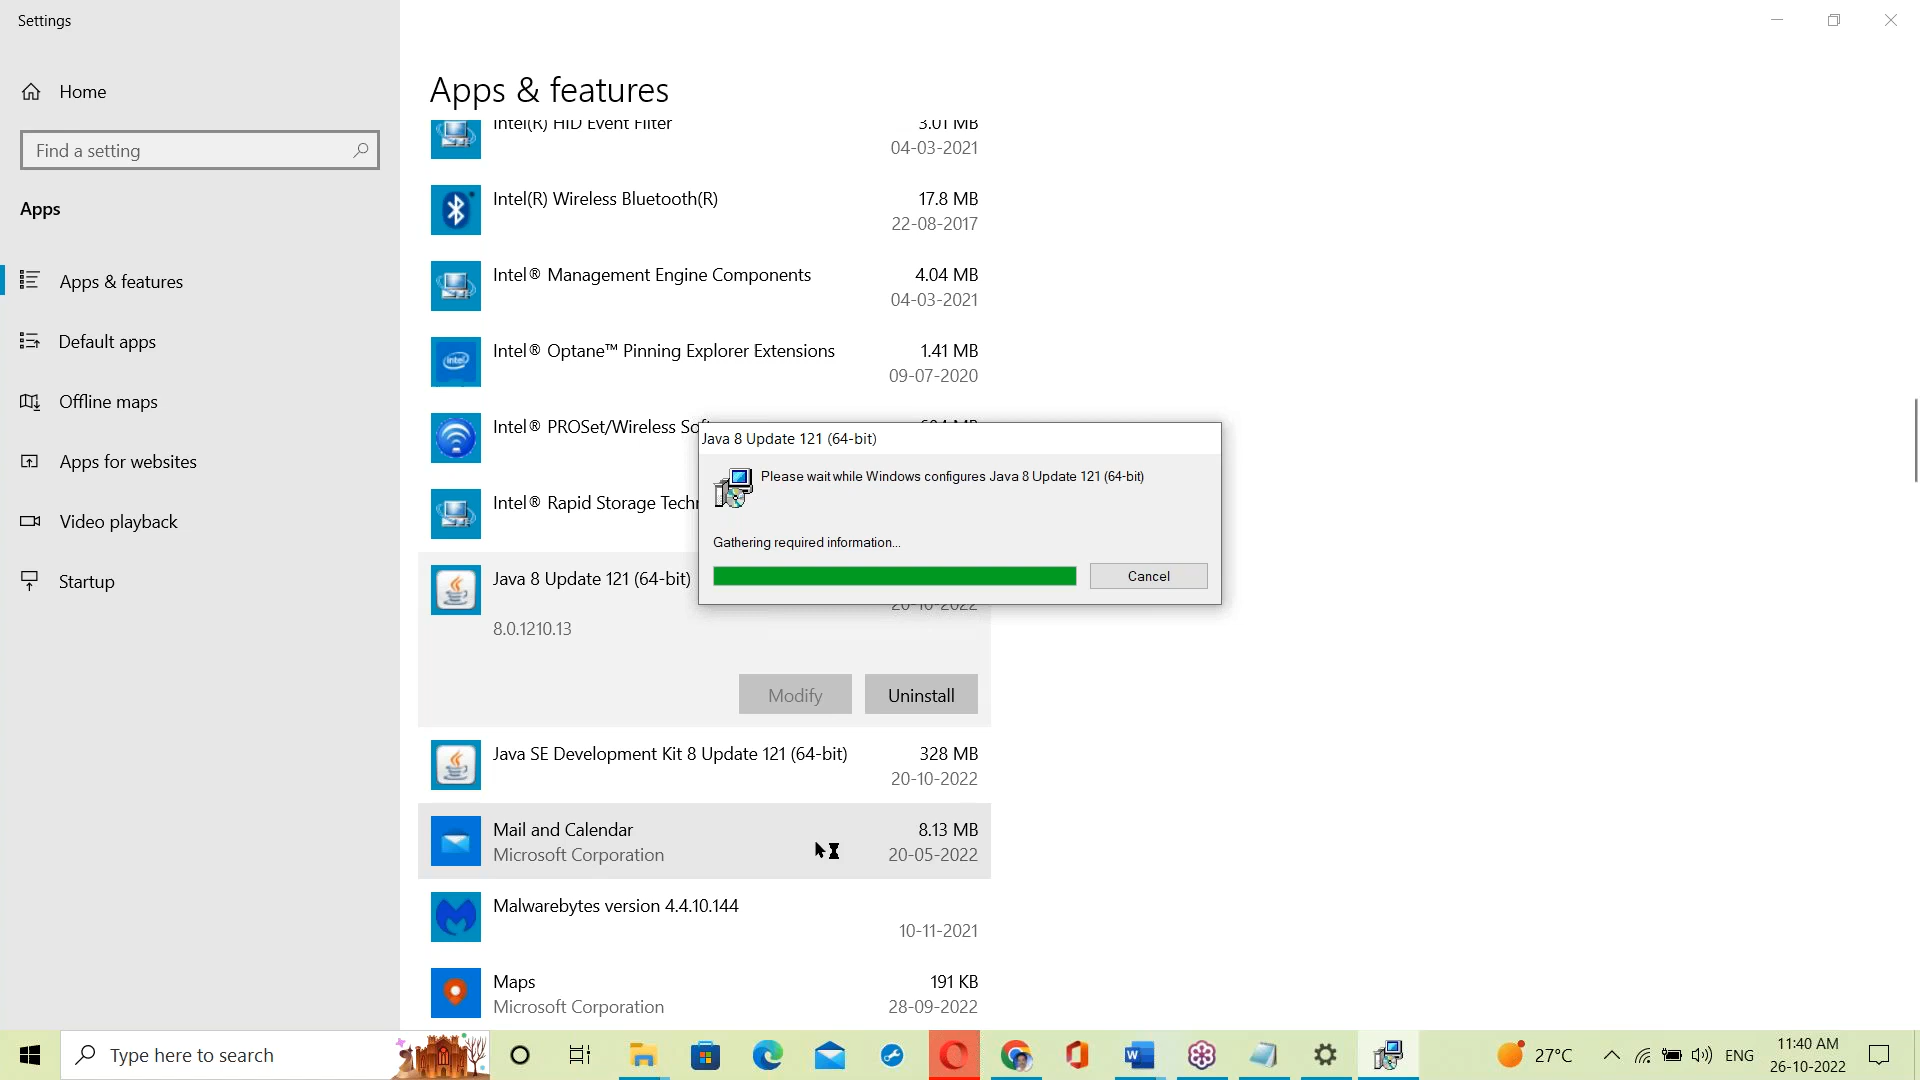 Settings
Home
Find a setting
Apps
Apps & features
Default apps
Offline maps
Apps for websites
Video playback
Startup
Apps & features
Intel(R) HID Event Filter
3.01 MB
04-03-2021
Intel(R) Wireless Bluetooth(R)
17.8 MB
22-08-2017
Intel® Management Engine Components
4.04 MB
04-03-2021
intel
Intel® Optane™ Pinning Explorer Extensions
1.41 MB
09-07-2020
Intel® PROSet/Wireless
Intel® Rapid Storage
Java 8 Update 121 (64-bit)
20-10-2022
8.0.1210.13
Modify
Uninstall
Java 8 Update 121 (64-bit)
Please wait while Windows configures Java 8 Update 121 (64-bit)
Gathering required information...
Cancel
Java SE Development Kit 8 Update 121 (64-bit)
328 MB
20-10-2022
Mail and Calendar
8.13 MB
Microsoft Corporation
20-05-2022
Malwarebytes version 4.4.10.144
10-11-2021
Maps
191 KB
Microsoft Corporation
28-09-2022
Type here to search
27°C
ENG
11:40 AM
26-10-2022